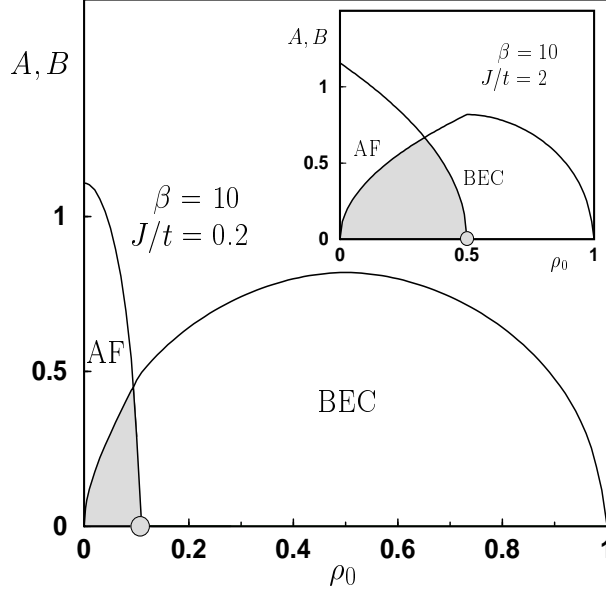 A, B
1
0.5
0
β = 10
J/t = 0.2
AF
BEC
0
0.2
0.4
0.6
0.8
1
ρ₀
A, B
1
0.5
0
β = 10
J/t = 2
AF
BEC
0
0.5
1
ρ₀